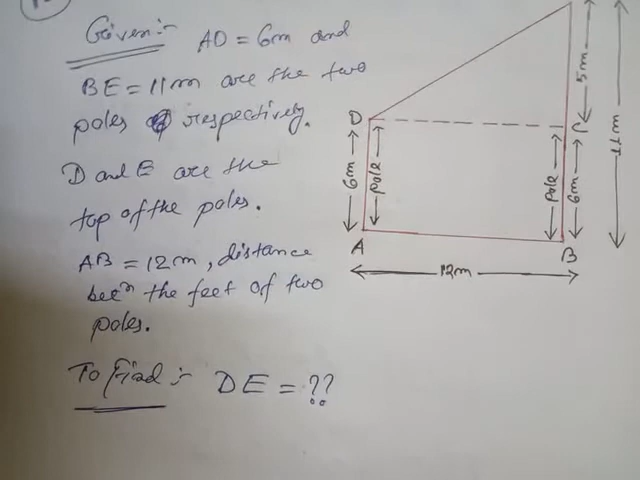 Given:- AD = 6m and
BE = 11m are the two
poles respectively.
D and E are the
top of the poles.
AB = 12m, distance
bee^n the feet of two
poles.
To Find :- DE = ??
5m
11m
D
C
6m
pole
pole
6m
A
B
12m